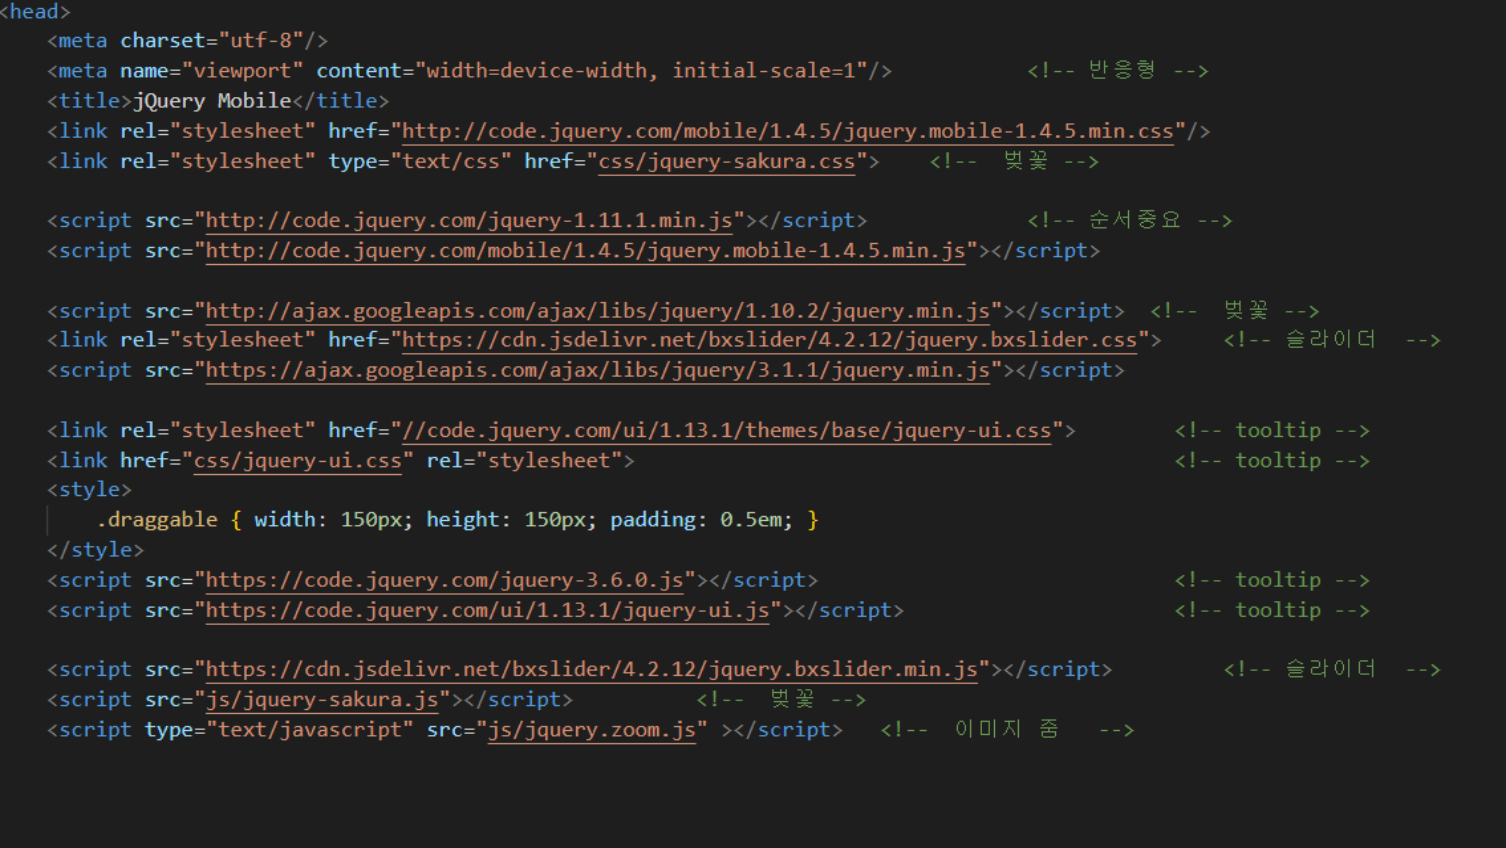 <head>
<meta charset="utf-8"/>
<meta name="viewport" content="width=device-width, initial-scale=1"/> <!-- 반응형 -->
<title>jQuery Mobile</title>
<link rel="stylesheet" href="http://code.jquery.com/mobile/1.4.5/jquery.mobile-1.4.5.min.css"/>
<link rel="stylesheet" type="text/css" href="css/jquery-sakura.css"> <!-- 벚꽃 -->
<script src="http://code.jquery.com/jquery-1.11.1.min.js"></script> <!-- 순서중요 -->
<script src="http://code.jquery.com/mobile/1.4.5/jquery.mobile-1.4.5.min.js"></script>
<script src="http://ajax.googleapis.com/ajax/libs/jquery/1.10.2/jquery.min.js"></script> <!-- 벚꽃 -->
<link rel="stylesheet" href="https://cdn.jsdelivr.net/bxslider/4.2.12/jquery.bxslider.css"> <!-- 슬라이더 -->
<script src="https://ajax.googleapis.com/ajax/libs/jquery/3.1.1/jquery.min.js"></script>
<link rel="stylesheet" href="//code.jquery.com/ui/1.13.1/themes/base/jquery-ui.css"> <!-- tooltip -->
<link href="css/jquery-ui.css" rel="stylesheet"> <!-- tooltip -->
<style>
.draggable { width: 150px; height: 150px; padding: 0.5em; }
</style>
<script src="https://code.jquery.com/jquery-3.6.0.js"></script> <!-- tooltip -->
<script src="https://code.jquery.com/ui/1.13.1/jquery-ui.js"></script> <!-- tooltip -->
<script src="https://cdn.jsdelivr.net/bxslider/4.2.12/jquery.bxslider.min.js"></script> <!-- 슬라이더 -->
<script src="js/jquery-sakura.js"></script> <!-- 벚꽃 -->
<script type="text/javascript" src="js/jquery.zoom.js" ></script> <!-- 이미지 줌 -->